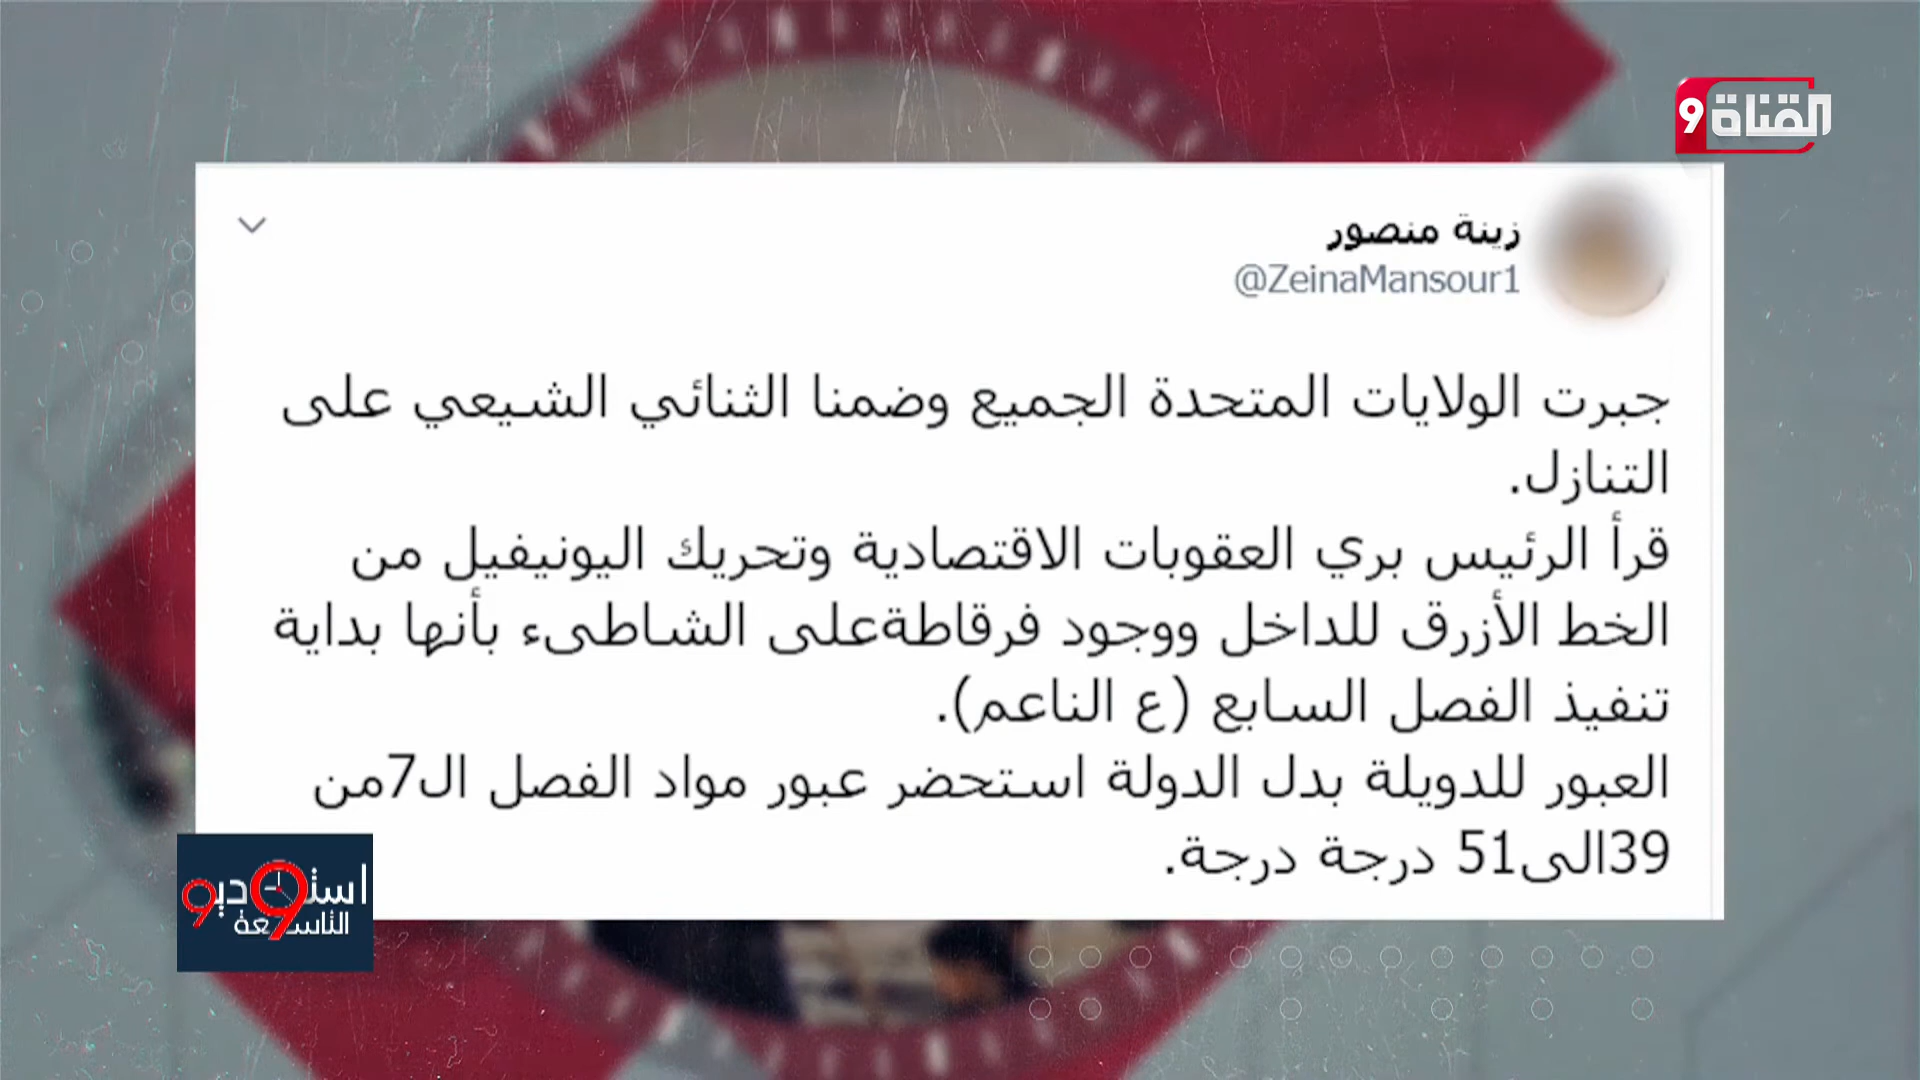 القناة 9
زينة منصور
@ZeinaMansour1
جبرت الولايات المتحدة الجميع وضمنا الثنائي الشيعي على
التنازل.
قرأ الرئيس بري العقوبات الاقتصادية وتحريك اليونيفيل من
الخط الأزرق للداخل ووجود فرقاطةعلى الشاطىء بأنها بداية
تنفيذ الفصل السابع (ع الناعم).
العبور للدويلة بدل الدولة استحضر عبور مواد الفصل ال7من
39الى51 درجة درجة.
استوديو 9
التاسعة